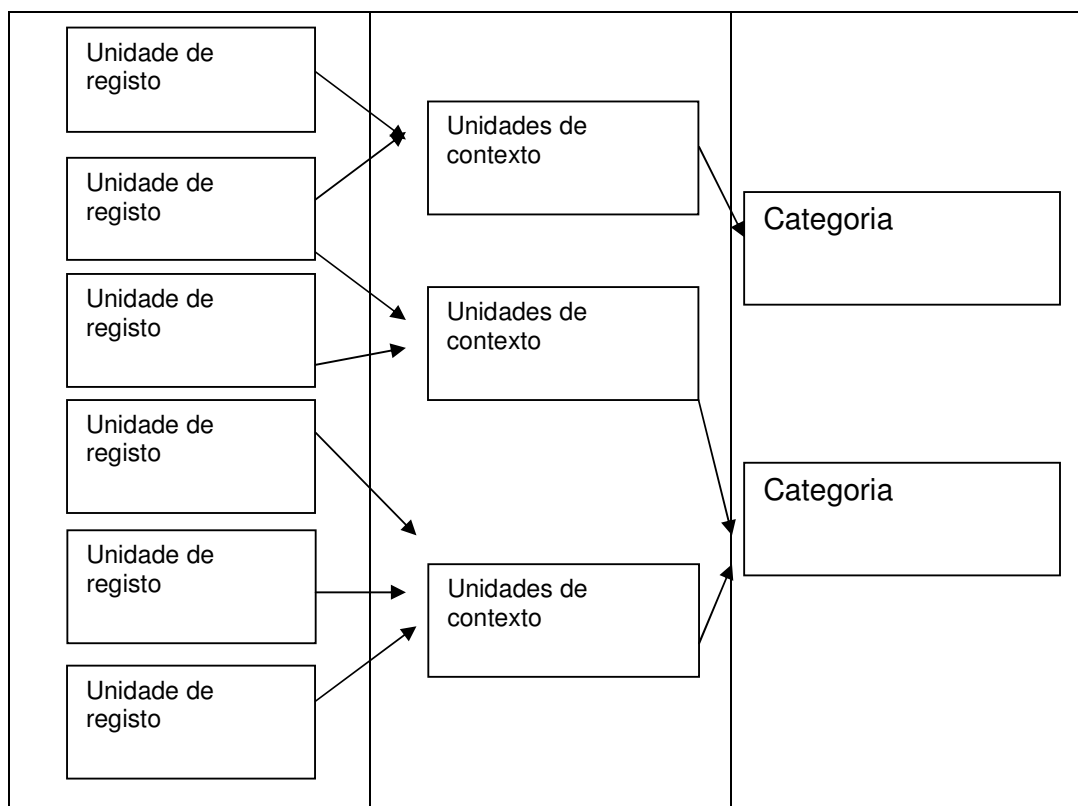 Unidade de
registo
Unidade de
registo
Unidade de
registo
Unidade de
registo
Unidade de
registo
Unidade de
registo
Unidades de
contexto
Unidades de
contexto
Unidades de
contexto
Categoria
Categoria